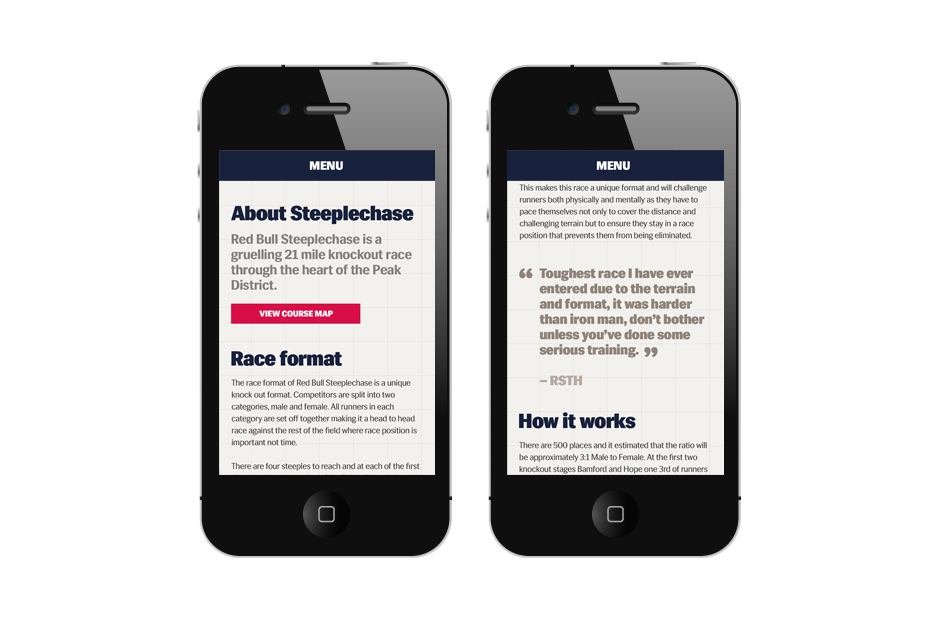 MENU
About Steeplechase
Red Bull Steeplechase is a
gruelling 21 mile knockout race
through the heart of the Peak
District.
VIEW COURSE MAP
Race format
The race format of Red Bull Steeplechase is a unique
knock out format. Competitors are split into two
categories, male and female. All runners in each
category are set off together making it a head to head
race against the rest of the field where race position is
important not time.
There are four steeples to reach and at each of the first
MENU
This makes this race a unique format and will challenge
runners both physically and mentally as they have to
pace themselves not only to cover the distance and
challenging terrain but to ensure they stay in a race
position that prevents them from being eliminated.
“ Toughest race I have ever
entered due to the terrain
and format, it was harder
than iron man, don’t bother
unless you’ve done some
serious training. ”
– RSTH
How it works
There are 500 places and it estimated that the ratio will
be approximately 3:1 Male to Female. At the first two
knockout stages Bamford and Hope one 3rd of runners